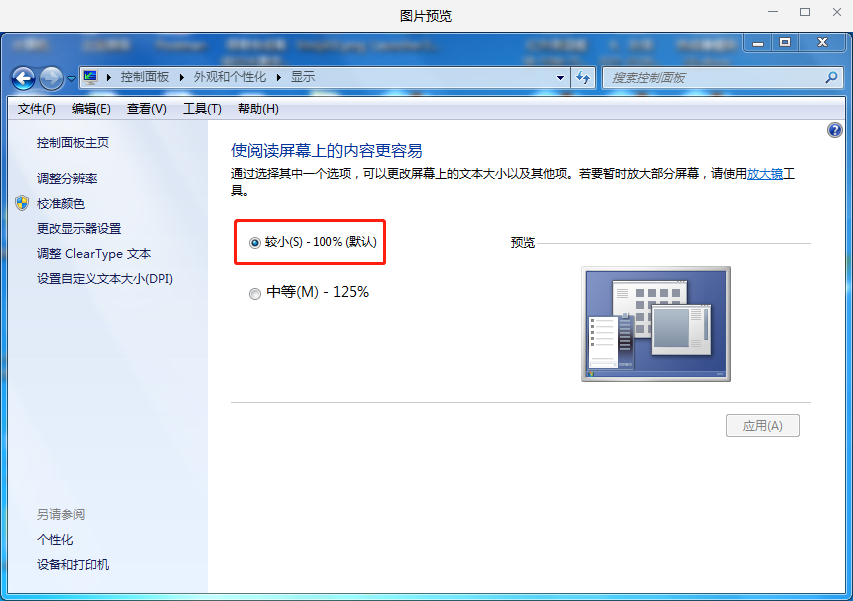 图片预览
控制面板 外观和个性化 显示
搜索控制面板
文件(F) 编辑(E) 查看(V) 工具(T) 帮助(H)
控制面板主页
调整分辨率
校准颜色
更改显示器设置
调整 ClearType 文本
设置自定义文本大小(DPI)
使阅读屏幕上的内容更容易
通过选择其中一个选项，可以更改屏幕上的文本大小以及其他项。若要暂时放大部分屏幕，请使用放大镜工
具。
较小(S) - 100% (默认)
预览
中等(M) - 125%
应用(A)
另请参阅
个性化
设备和打印机